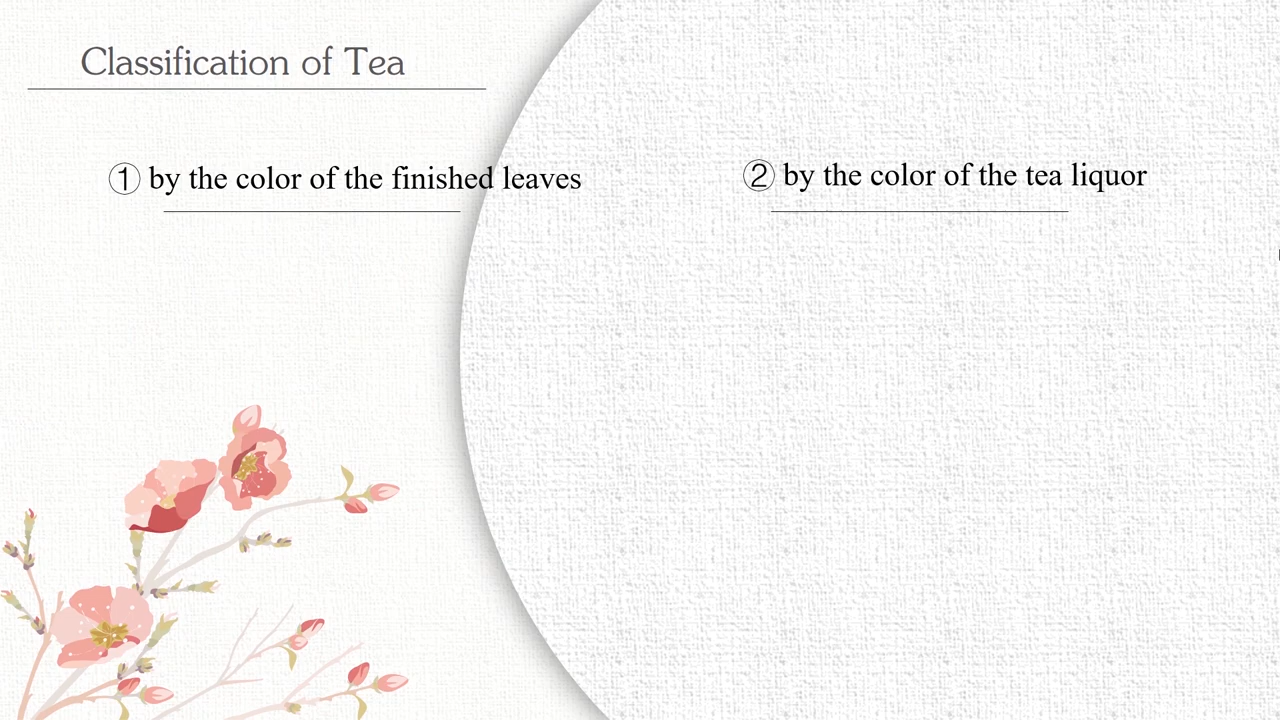 Classification of Tea
① by the color of the finished leaves
② by the color of the tea liquor